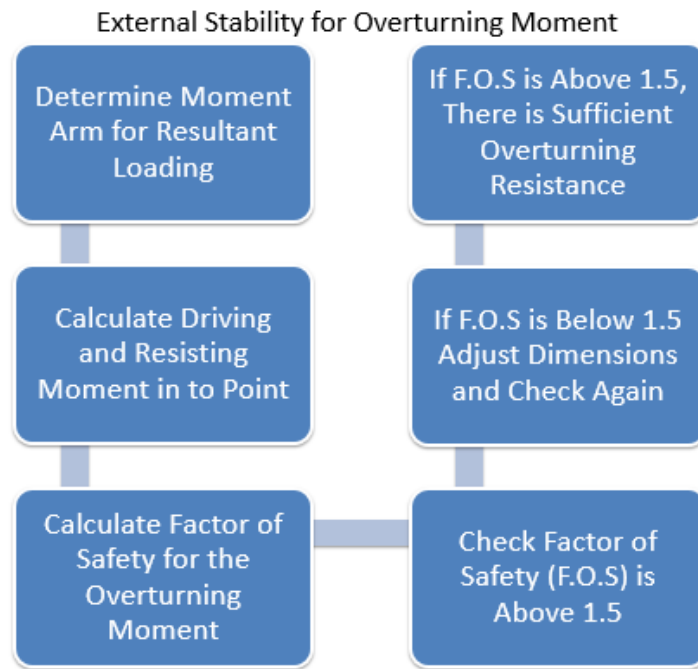 External Stability for Overturning Moment
Determine Moment
Arm for Resultant
Loading
Calculate Driving
and Resisting
Moment in to Point
Calculate Factor of
Safety for the
Overturning
Moment
Check Factor of
Safety (F.O.S) is
Above 1.5
If F.O.S is Below 1.5
Adjust Dimensions
and Check Again
If F.O.S is Above 1.5,
There is Sufficient
Overturning
Resistance